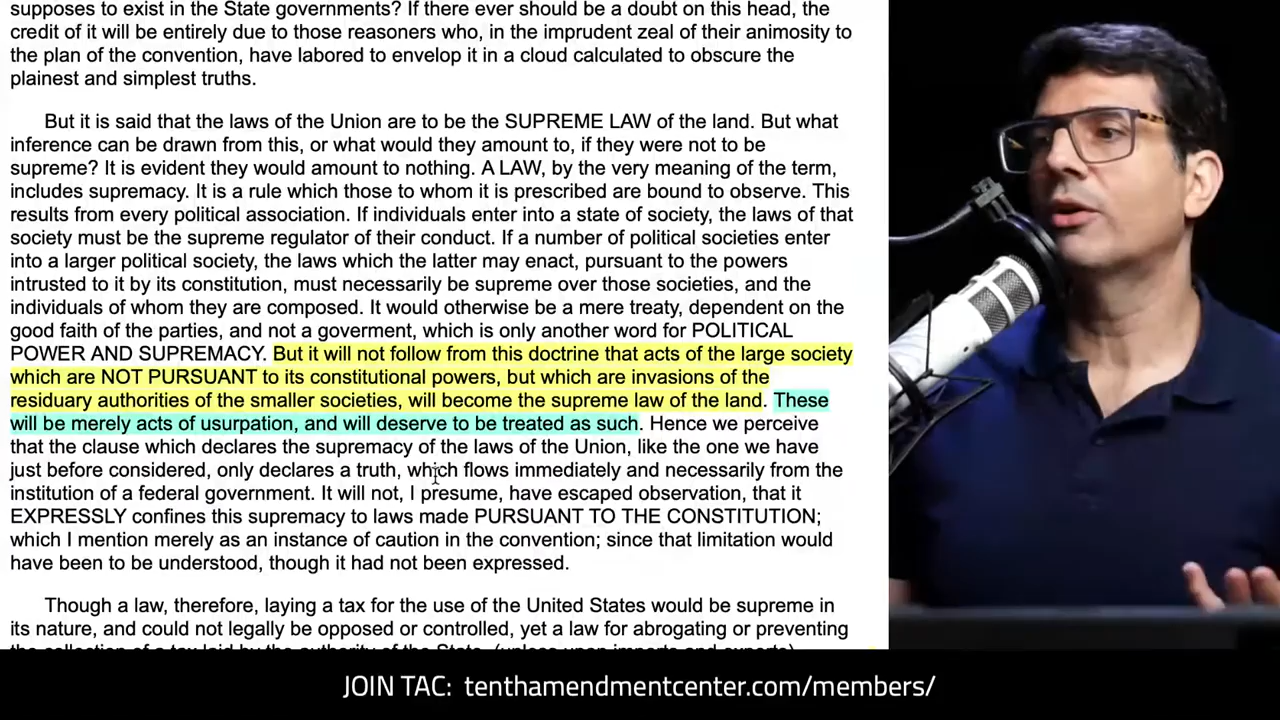 supposes to exist in the State governments? If there ever should be a doubt on this head, the
credit of it will be entirely due to those reasoners who, in the imprudent zeal of their animosity to
the plan of the convention, have labored to envelop it in a cloud calculated to obscure the
plainest and simplest truths.
But it is said that the laws of the Union are to be the SUPREME LAW of the land. But what
inference can be drawn from this, or what would they amount to, if they were not to be
supreme? It is evident they would amount to nothing. A LAW, by the very meaning of the term,
includes supremacy. It is a rule which those to whom it is prescribed are bound to observe. This
results from every political association. If individuals enter into a state of society, the laws of that
society must be the supreme regulator of their conduct. If a number of political societies enter
into a larger political society, the laws which the latter may enact, pursuant to the powers
intrusted to it by its constitution, must necessarily be supreme over those societies, and the
individuals of whom they are composed. It would otherwise be a mere treaty, dependent on the
good faith of the parties, and not a goverment, which is only another word for POLITICAL
POWER AND SUPREMACY. But it will not follow from this doctrine that acts of the large society
which are NOT PURSUANT to its constitutional powers, but which are invasions of the
residuary authorities of the smaller societies, will become the supreme law of the land. These
will be merely acts of usurpation, and will deserve to be treated as such. Hence we perceive
that the clause which declares the supremacy of the laws of the Union, like the one we have
just before considered, only declares a truth, which flows immediately and necessarily from the
institution of a federal government. It will not, I presume, have escaped observation, that it
EXPRESSLY confines this supremacy to laws made PURSUANT TO THE CONSTITUTION;
which I mention merely as an instance of caution in the convention; since that limitation would
have been to be understood, though it had not been expressed.
Though a law, therefore, laying a tax for the use of the United States would be supreme in
its nature, and could not legally be opposed or controlled, yet a law for abrogating or preventing
the collection of a tax laid by the authority of the State, (unless upon imports and exports)
JOIN TAC: tenthamendmentcenter.com/members/